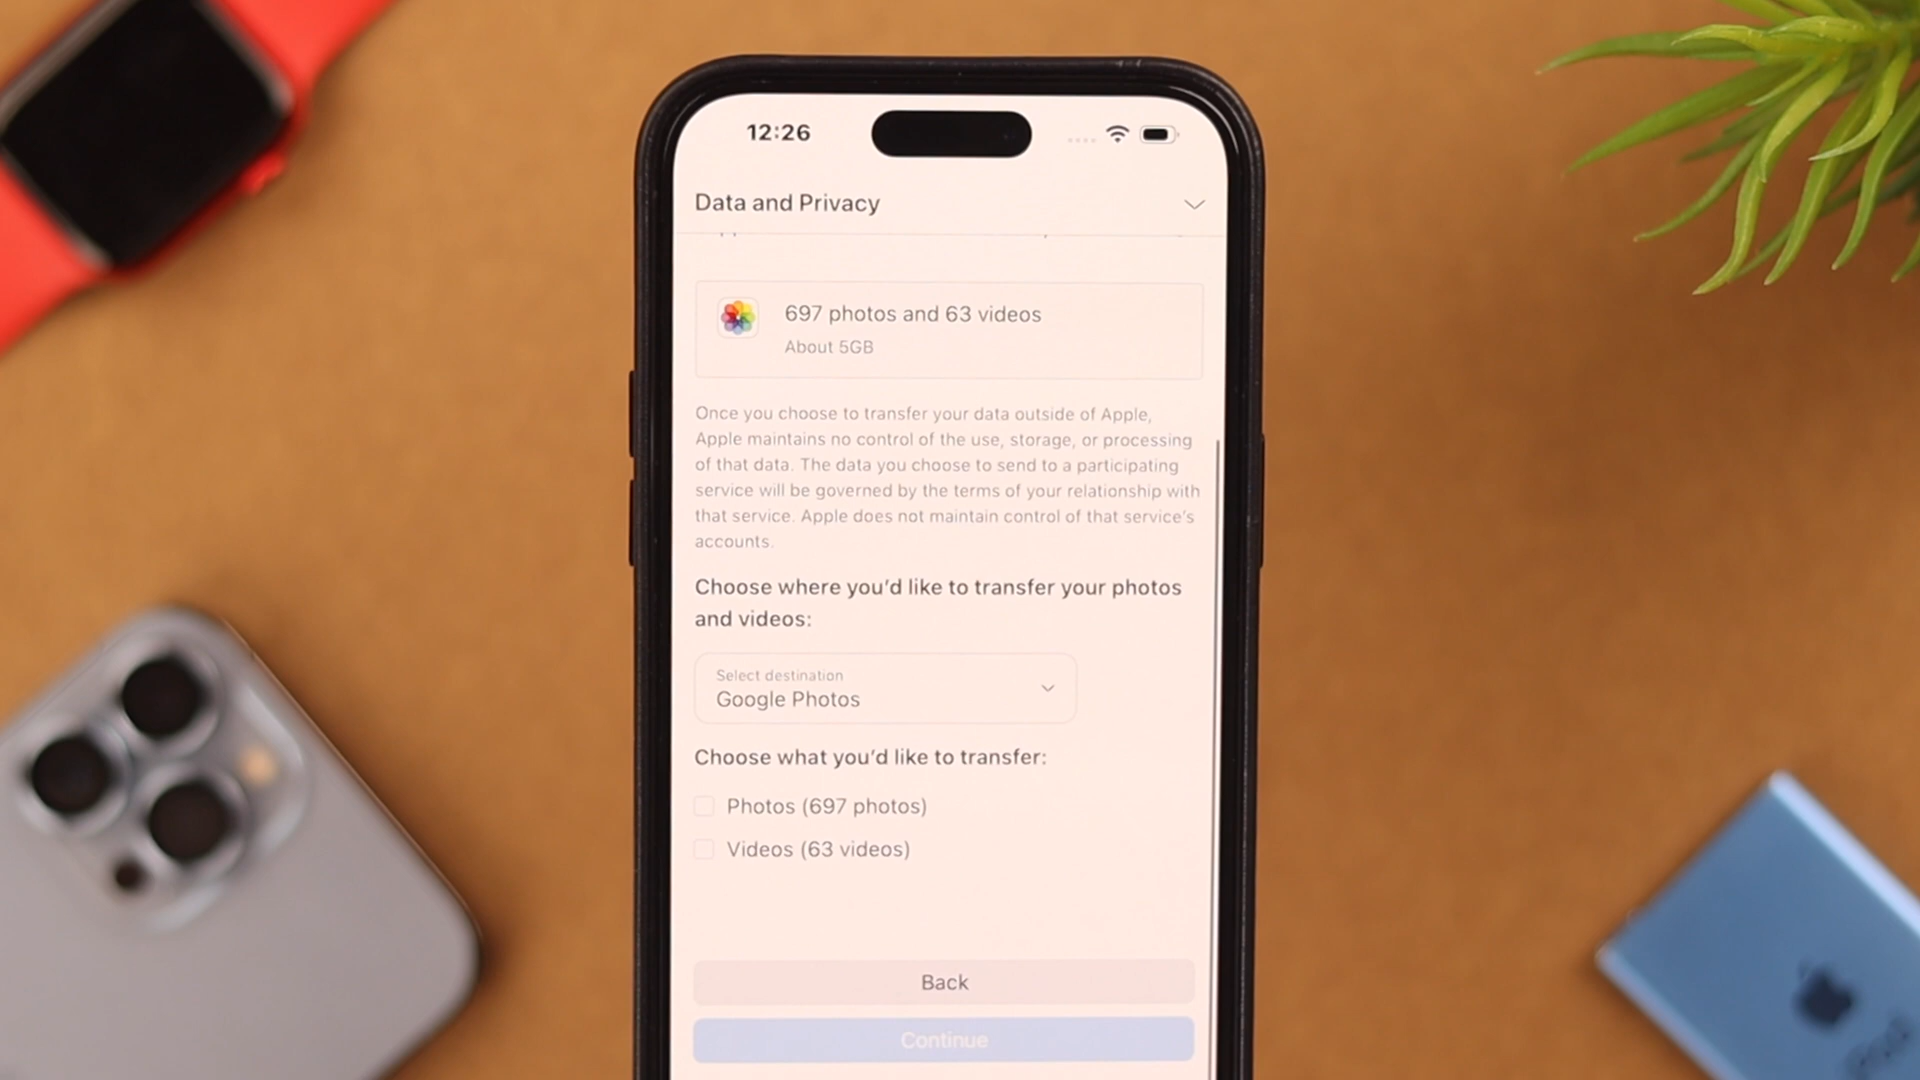 12:26
Data and Privacy
697 photos and 63 videos
About 5GB
Once you choose to transfer your data outside of Apple,
Apple maintains no control of the use, storage, or processing
of that data. The data you choose to send to a participating
service will be governed by the terms of your relationship with
that service. Apple does not maintain control of that service's
accounts.
Choose where you'd like to transfer your photos
and videos:
Select destination
Google Photos
Choose what you'd like to transfer:
Photos (697 photos)
Videos (63 videos)
Back
Continue